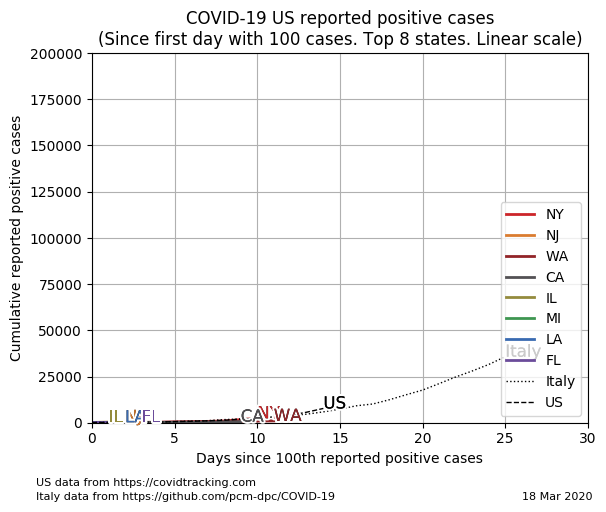 COVID-19 US reported positive cases
(Since first day with 100 cases. Top 8 states. Linear scale)
200000
175000
150000
125000
100000
75000
50000
25000
0
Cumulative reported positive cases
NY
NJ
WA
CA
IL
MI
LA
FL
Italy
US
Italy
US
IL
LA
FL
CA
NY
WA
0 5 10 15 20 25 30
Days since 100th reported positive cases
US data from https://covidtracking.com
Italy data from https://github.com/pcm-dpc/COVID-19
18 Mar 2020